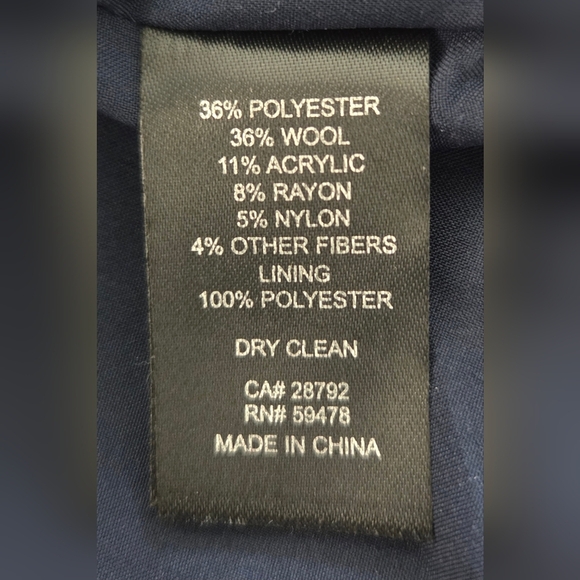 36% POLYESTER
36% WOOL
11% ACRYLIC
8% RAYON
5% NYLON
4% OTHER FIBERS
LINING
100% POLYESTER
DRY CLEAN
CA# 28792
RN# 59478
MADE IN CHINA